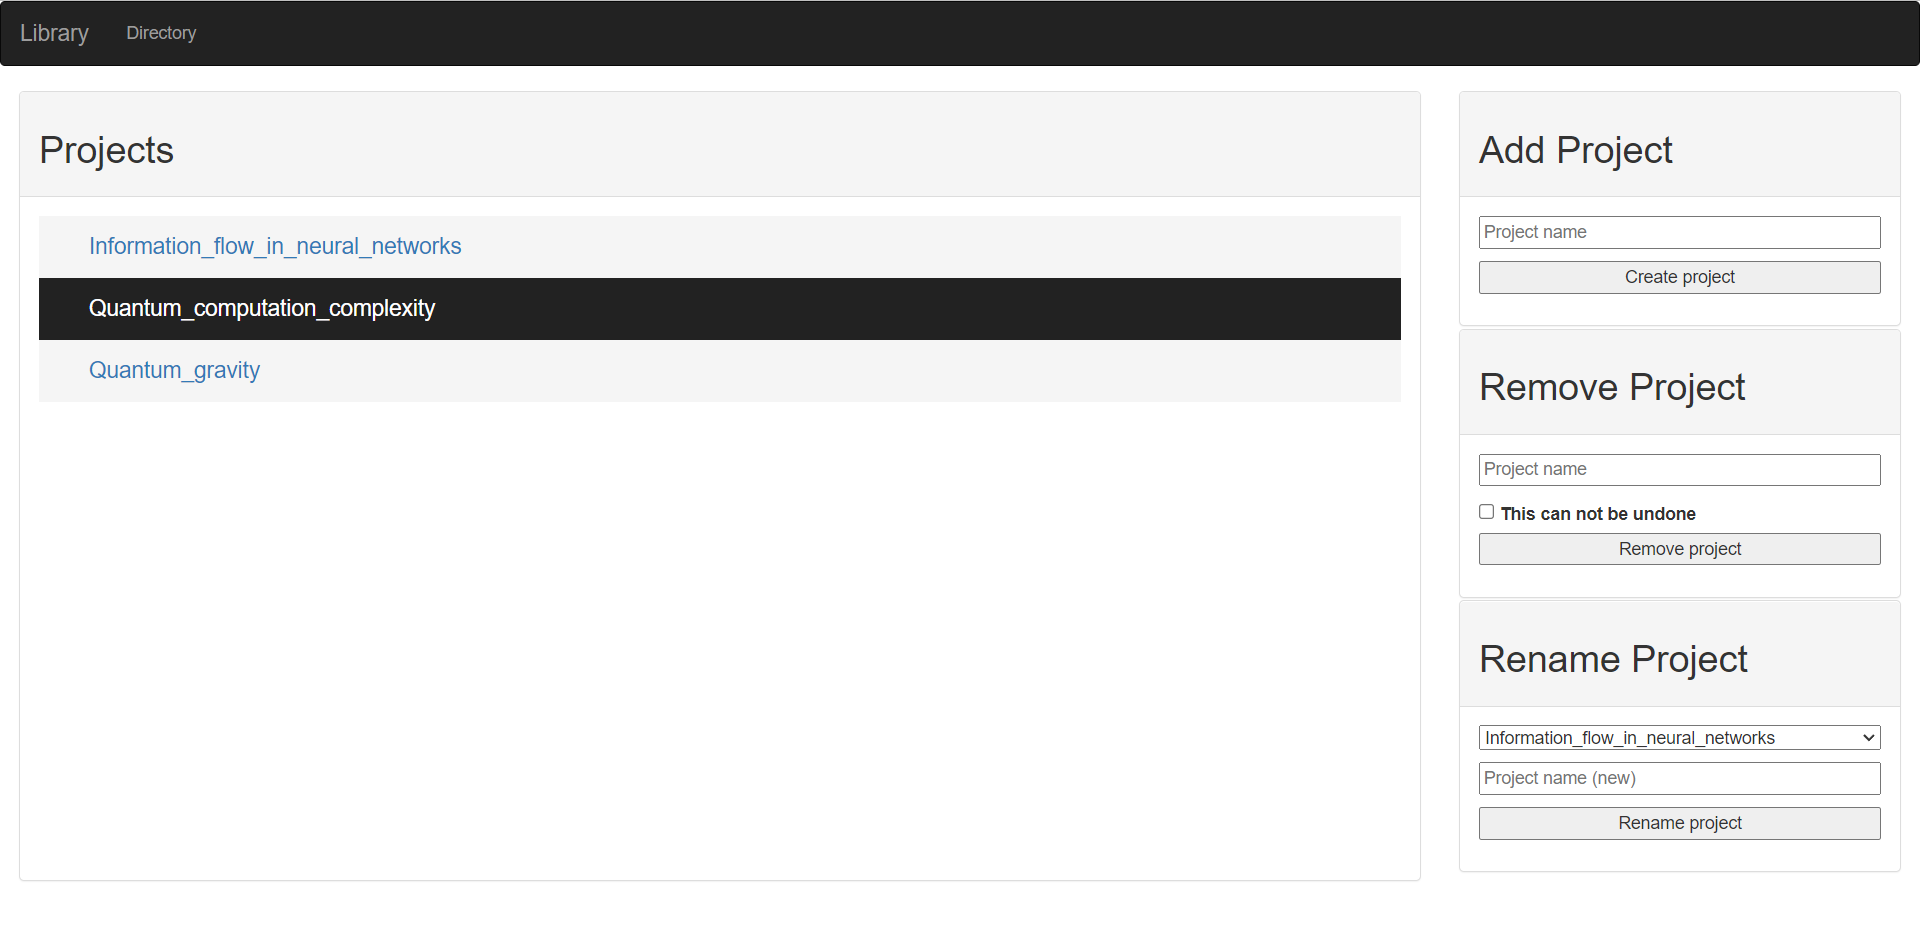 Library Directory
Projects
Information_flow_in_neural_networks
Quantum_computation_complexity
Quantum_gravity
Add Project
Project name
Create project
Remove Project
Project name
This can not be undone
Remove project
Rename Project
Information_flow_in_neural_networks
Project name (new)
Rename project